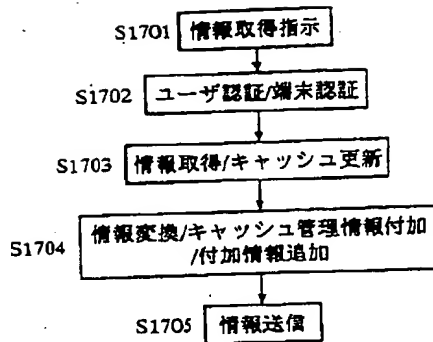 S1701 情報取得指示
S1702 ユーザ認証/端末認証
S1703 情報取得/キャッシュ更新
S1704 情報変換/キャッシュ管理情報付加
/付加情報追加
S1705 情報送信